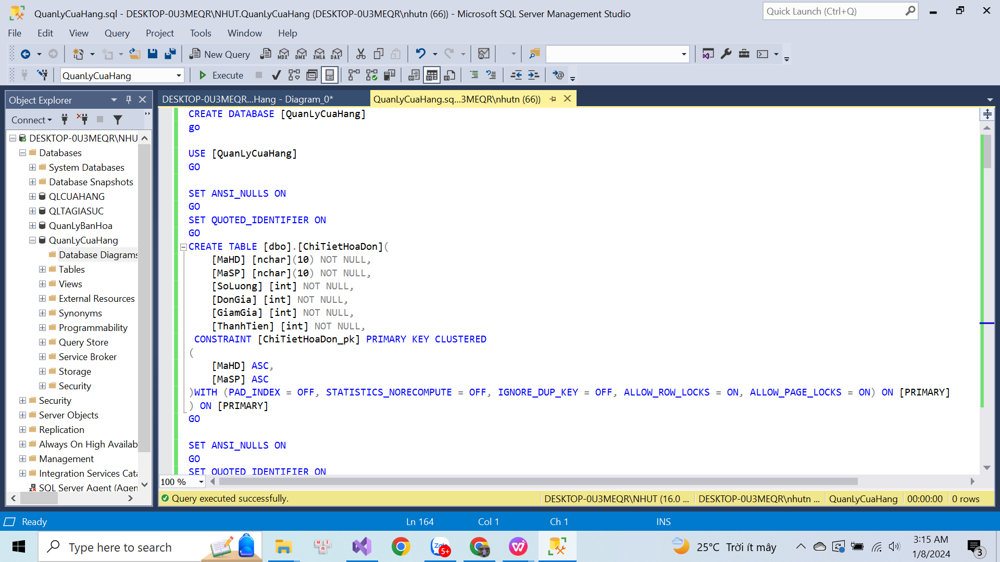 QuanLyCuaHang.sql - DESKTOP-0U3MEQR\NHUT.QuanLyCuaHang (DESKTOP-0U3MEQR\nhutn (66)) - Microsoft SQL Server Management Studio
Quick Launch (Ctrl+Q)
File Edit View Query Project Tools Window Help
New Query
MDX DMX XMLA DAX
QuanLyCuaHang
Execute
Object Explorer
DESKTOP-0U3MEQR...Hang - Diagram_0*
QuanLyCuaHang.sq...3MEQR\nhutn (66))
Connect
DESKTOP-0U3MEQR\NHU
Databases
System Databases
Database Snapshots
QLCUAHANG
QLTAGIASUC
QuanLyBanHoa
QuanLyCuaHang
Database Diagrams
Tables
Views
External Resources
Synonyms
Programmability
Query Store
Service Broker
Storage
Security
Security
Server Objects
Replication
Always On High Availab
Management
Integration Services Cata
SQL Server Agent (Agen
CREATE DATABASE [QuanLyCuaHang]
go
USE [QuanLyCuaHang]
GO
SET ANSI_NULLS ON
GO
SET QUOTED_IDENTIFIER ON
GO
CREATE TABLE [dbo].[ChiTietHoaDon](
[MaHD] [nchar](10) NOT NULL,
[MaSP] [nchar](10) NOT NULL,
[SoLuong] [int] NOT NULL,
[DonGia] [int] NOT NULL,
[GiamGia] [int] NOT NULL,
[ThanhTien] [int] NOT NULL,
CONSTRAINT [ChiTietHoaDon_pk] PRIMARY KEY CLUSTERED
(
[MaHD] ASC,
[MaSP] ASC
)WITH (PAD_INDEX = OFF, STATISTICS_NORECOMPUTE = OFF, IGNORE_DUP_KEY = OFF, ALLOW_ROW_LOCKS = ON, ALLOW_PAGE_LOCKS = ON) ON [PRIMARY]
) ON [PRIMARY]
GO
SET ANSI_NULLS ON
GO
SET QUOTED_IDENTIFIER ON
100 %
Query executed successfully.
DESKTOP-0U3MEQR\NHUT (16.0 ...
DESKTOP-0U3MEQR\nhutn ...
QuanLyCuaHang
00:00:00
0 rows
Ready
Ln 164
Col 1
Ch 1
INS
Type here to search
Zalo
5+
25°C Trời ít mây
3:15 AM
1/8/2024
3